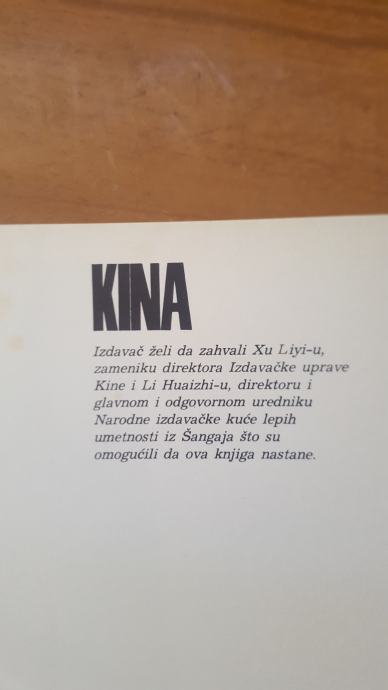 KINA
Izdavač želi da zahvali Xu Liyi-u,
zameniku direktora Izdavačke uprave
Kine i Li Huaizhi-u, direktoru i
glavnom i odgovornom uredniku
Narodne izdavačke kuće lepih
umetnosti iz Šangaja što su
omogućili da ova knjiga nastane.